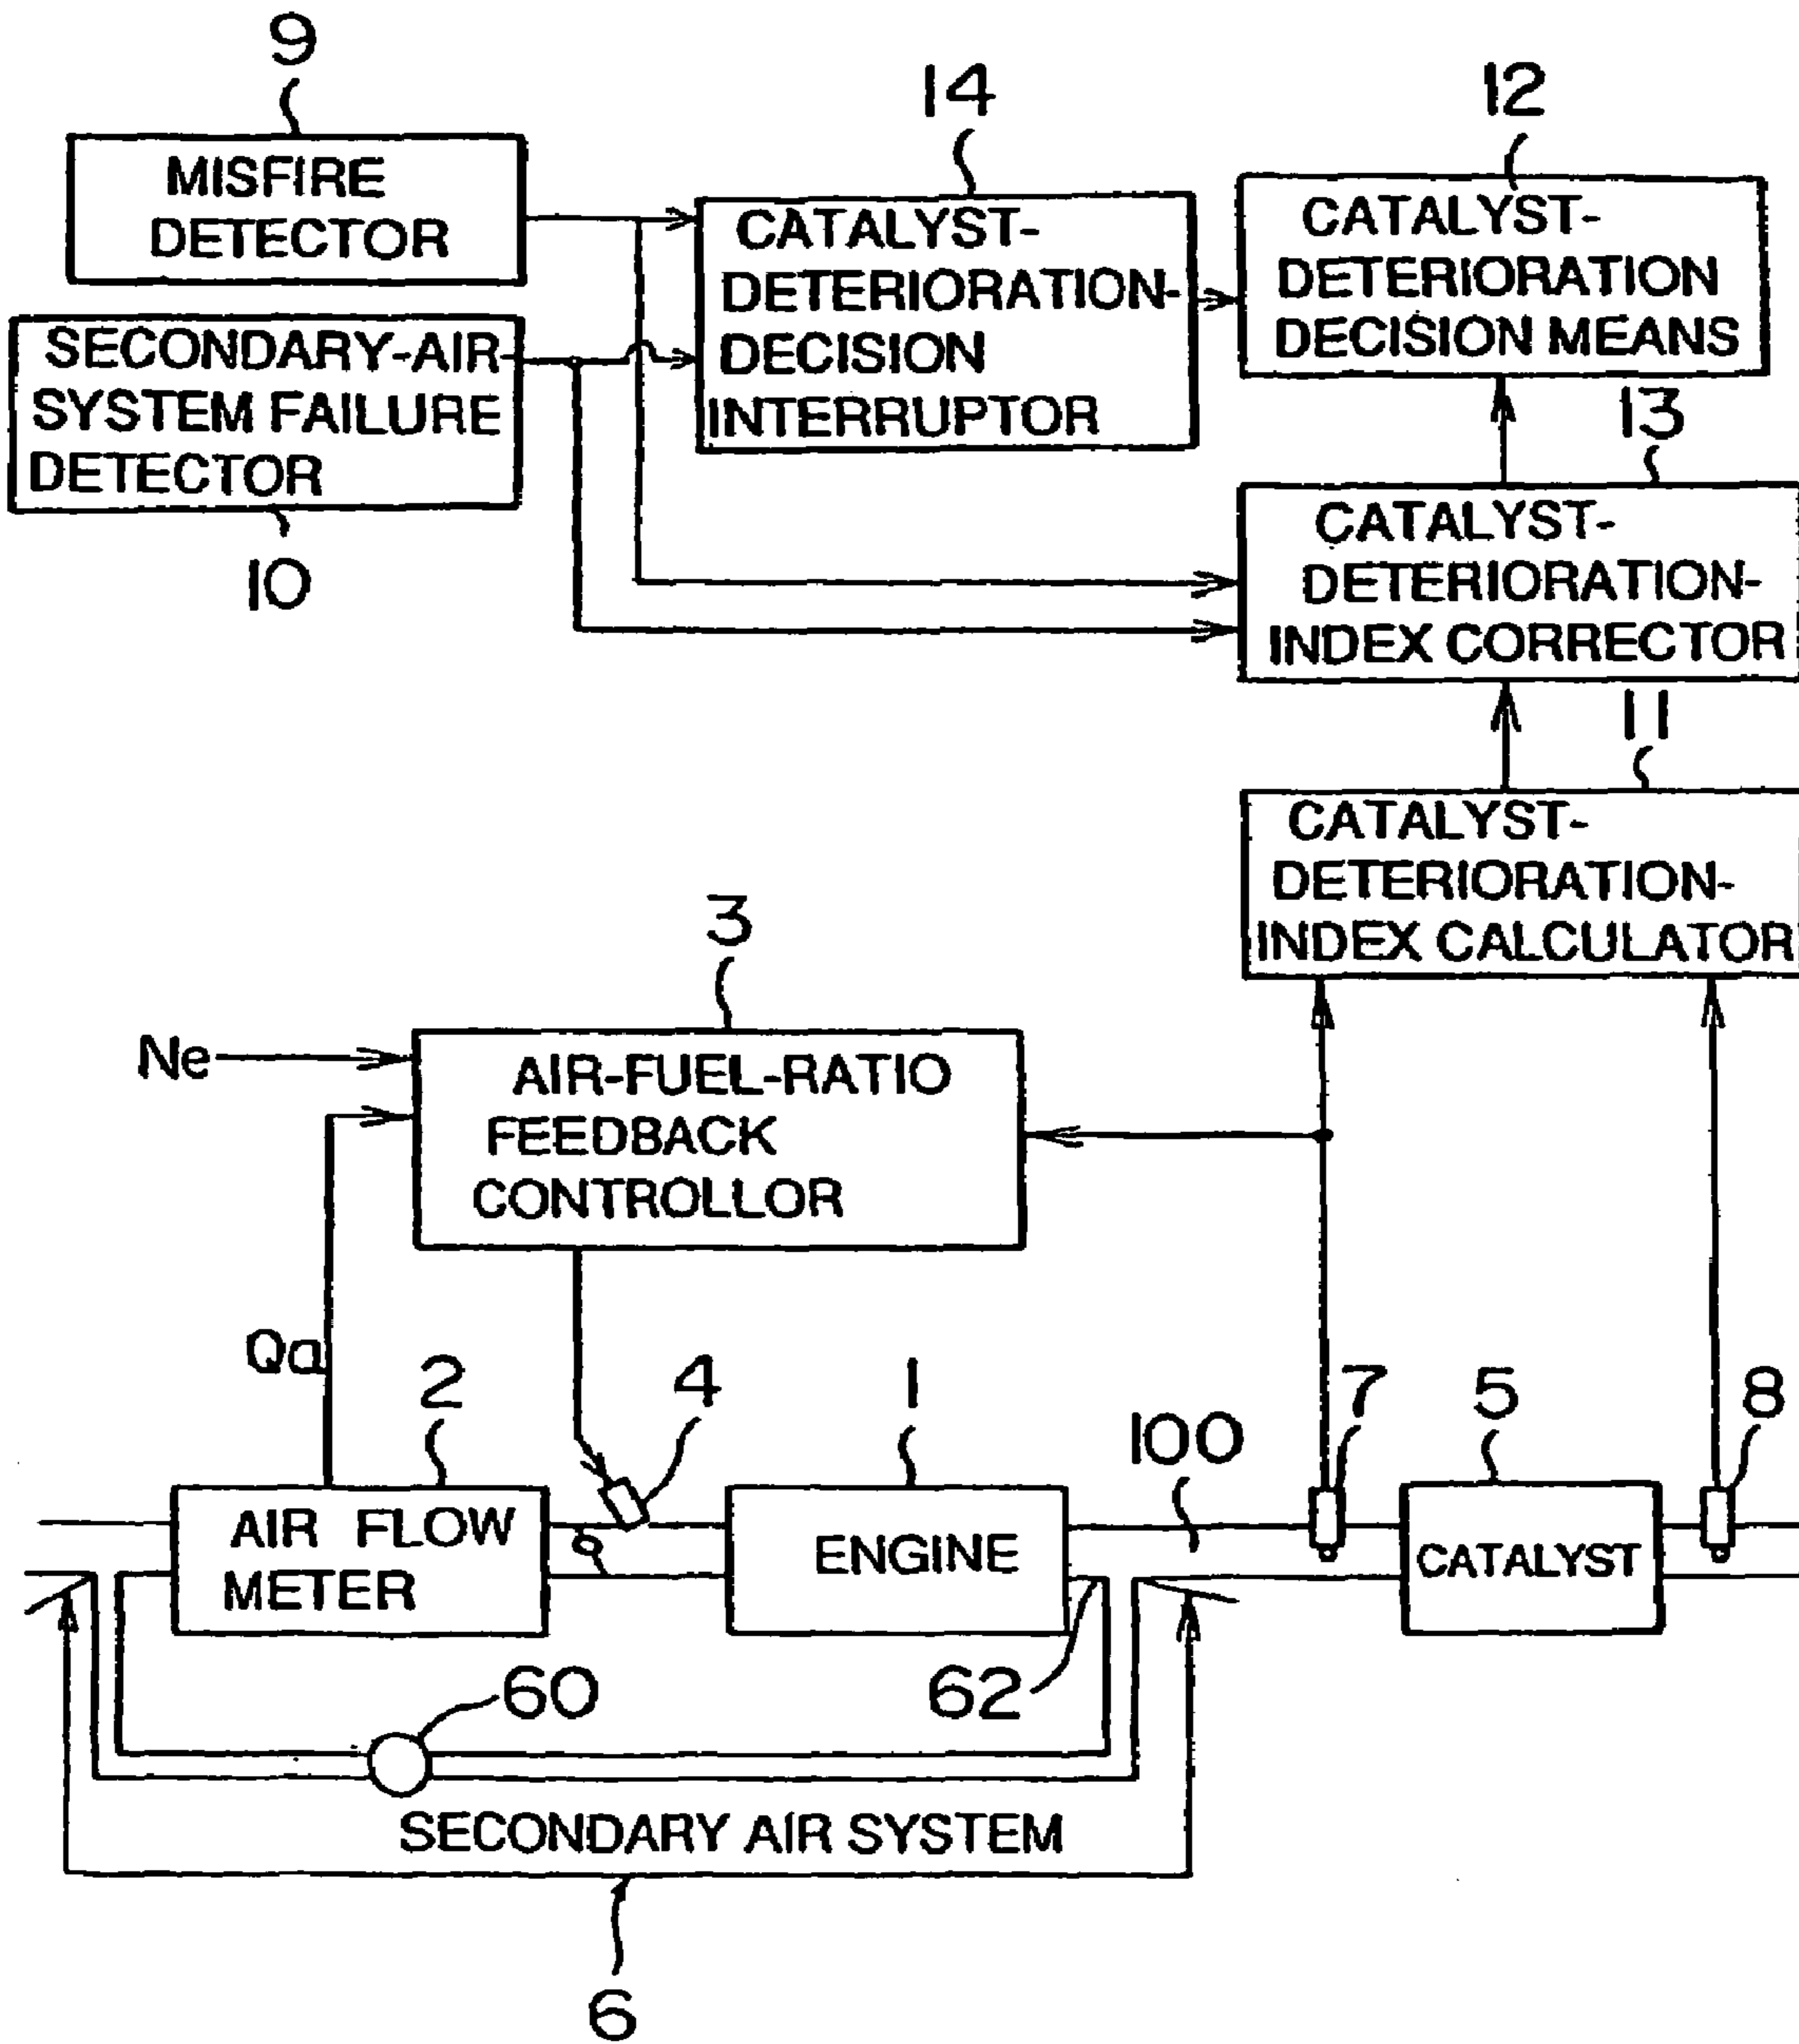 9
14
12
MISFIRE
DETECTOR
CATALYST-
DETERIORATION-
DECISION
INTERRUPTOR
CATALYST-
DETERIORATION
DECISION MEANS
SECONDARY-AIR-
SYSTEM FAILURE
DETECTOR
10
13
CATALYST-
DETERIORATION-
INDEX CORRECTOR
11
CATALYST-
DETERIORATION-
INDEX CALCULATOR
3
Ne
AIR-FUEL-RATIO
FEEDBACK
CONTROLLOR
Qa
2
4
1
100
7
5
8
AIR FLOW
METER
ENGINE
CATALYST
60
62
SECONDARY AIR SYSTEM
6